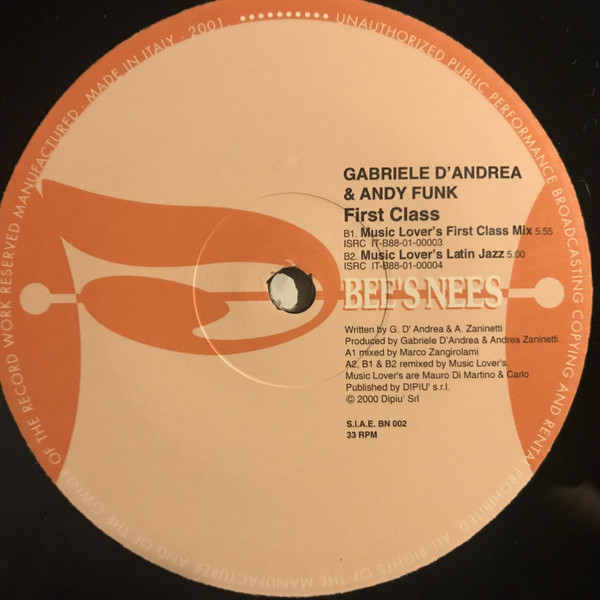 GABRIELE D'ANDREA
& ANDY FUNK
First Class
B1. Music Lover's First Class Mix 5.55
ISRC IT-B88-01-00003
B2. Music Lover's Latin Jazz 5.00
ISRC IT-B88-01-00004
BEE'S NEES
Written by G. D' Andrea & A. Zaninetti
Produced by Gabriele D'Andrea & Andrea Zaninetti.
A1 mixed by Marco Zangirolami
A2, B1 & B2 remixed by Music Lover's.
Music Lover's are Mauro Di Martino & Carlo
Published by DIPIU' s.r.l.
© 2000 Dipiu' Srl
S.I.A.E. BN 002
33 RPM
MADE IN ITALY - 2001 •••••••••• UNAUTHORIZED PUBLIC PERFORMANCE BROADCASTING COPYING AND RENTAL PROHIBITED. ALL RIGHTS OF THE MANUFACTURER AND OF THE OWNER OF THE RECORD WORK RESERVED MANUFACTURED -